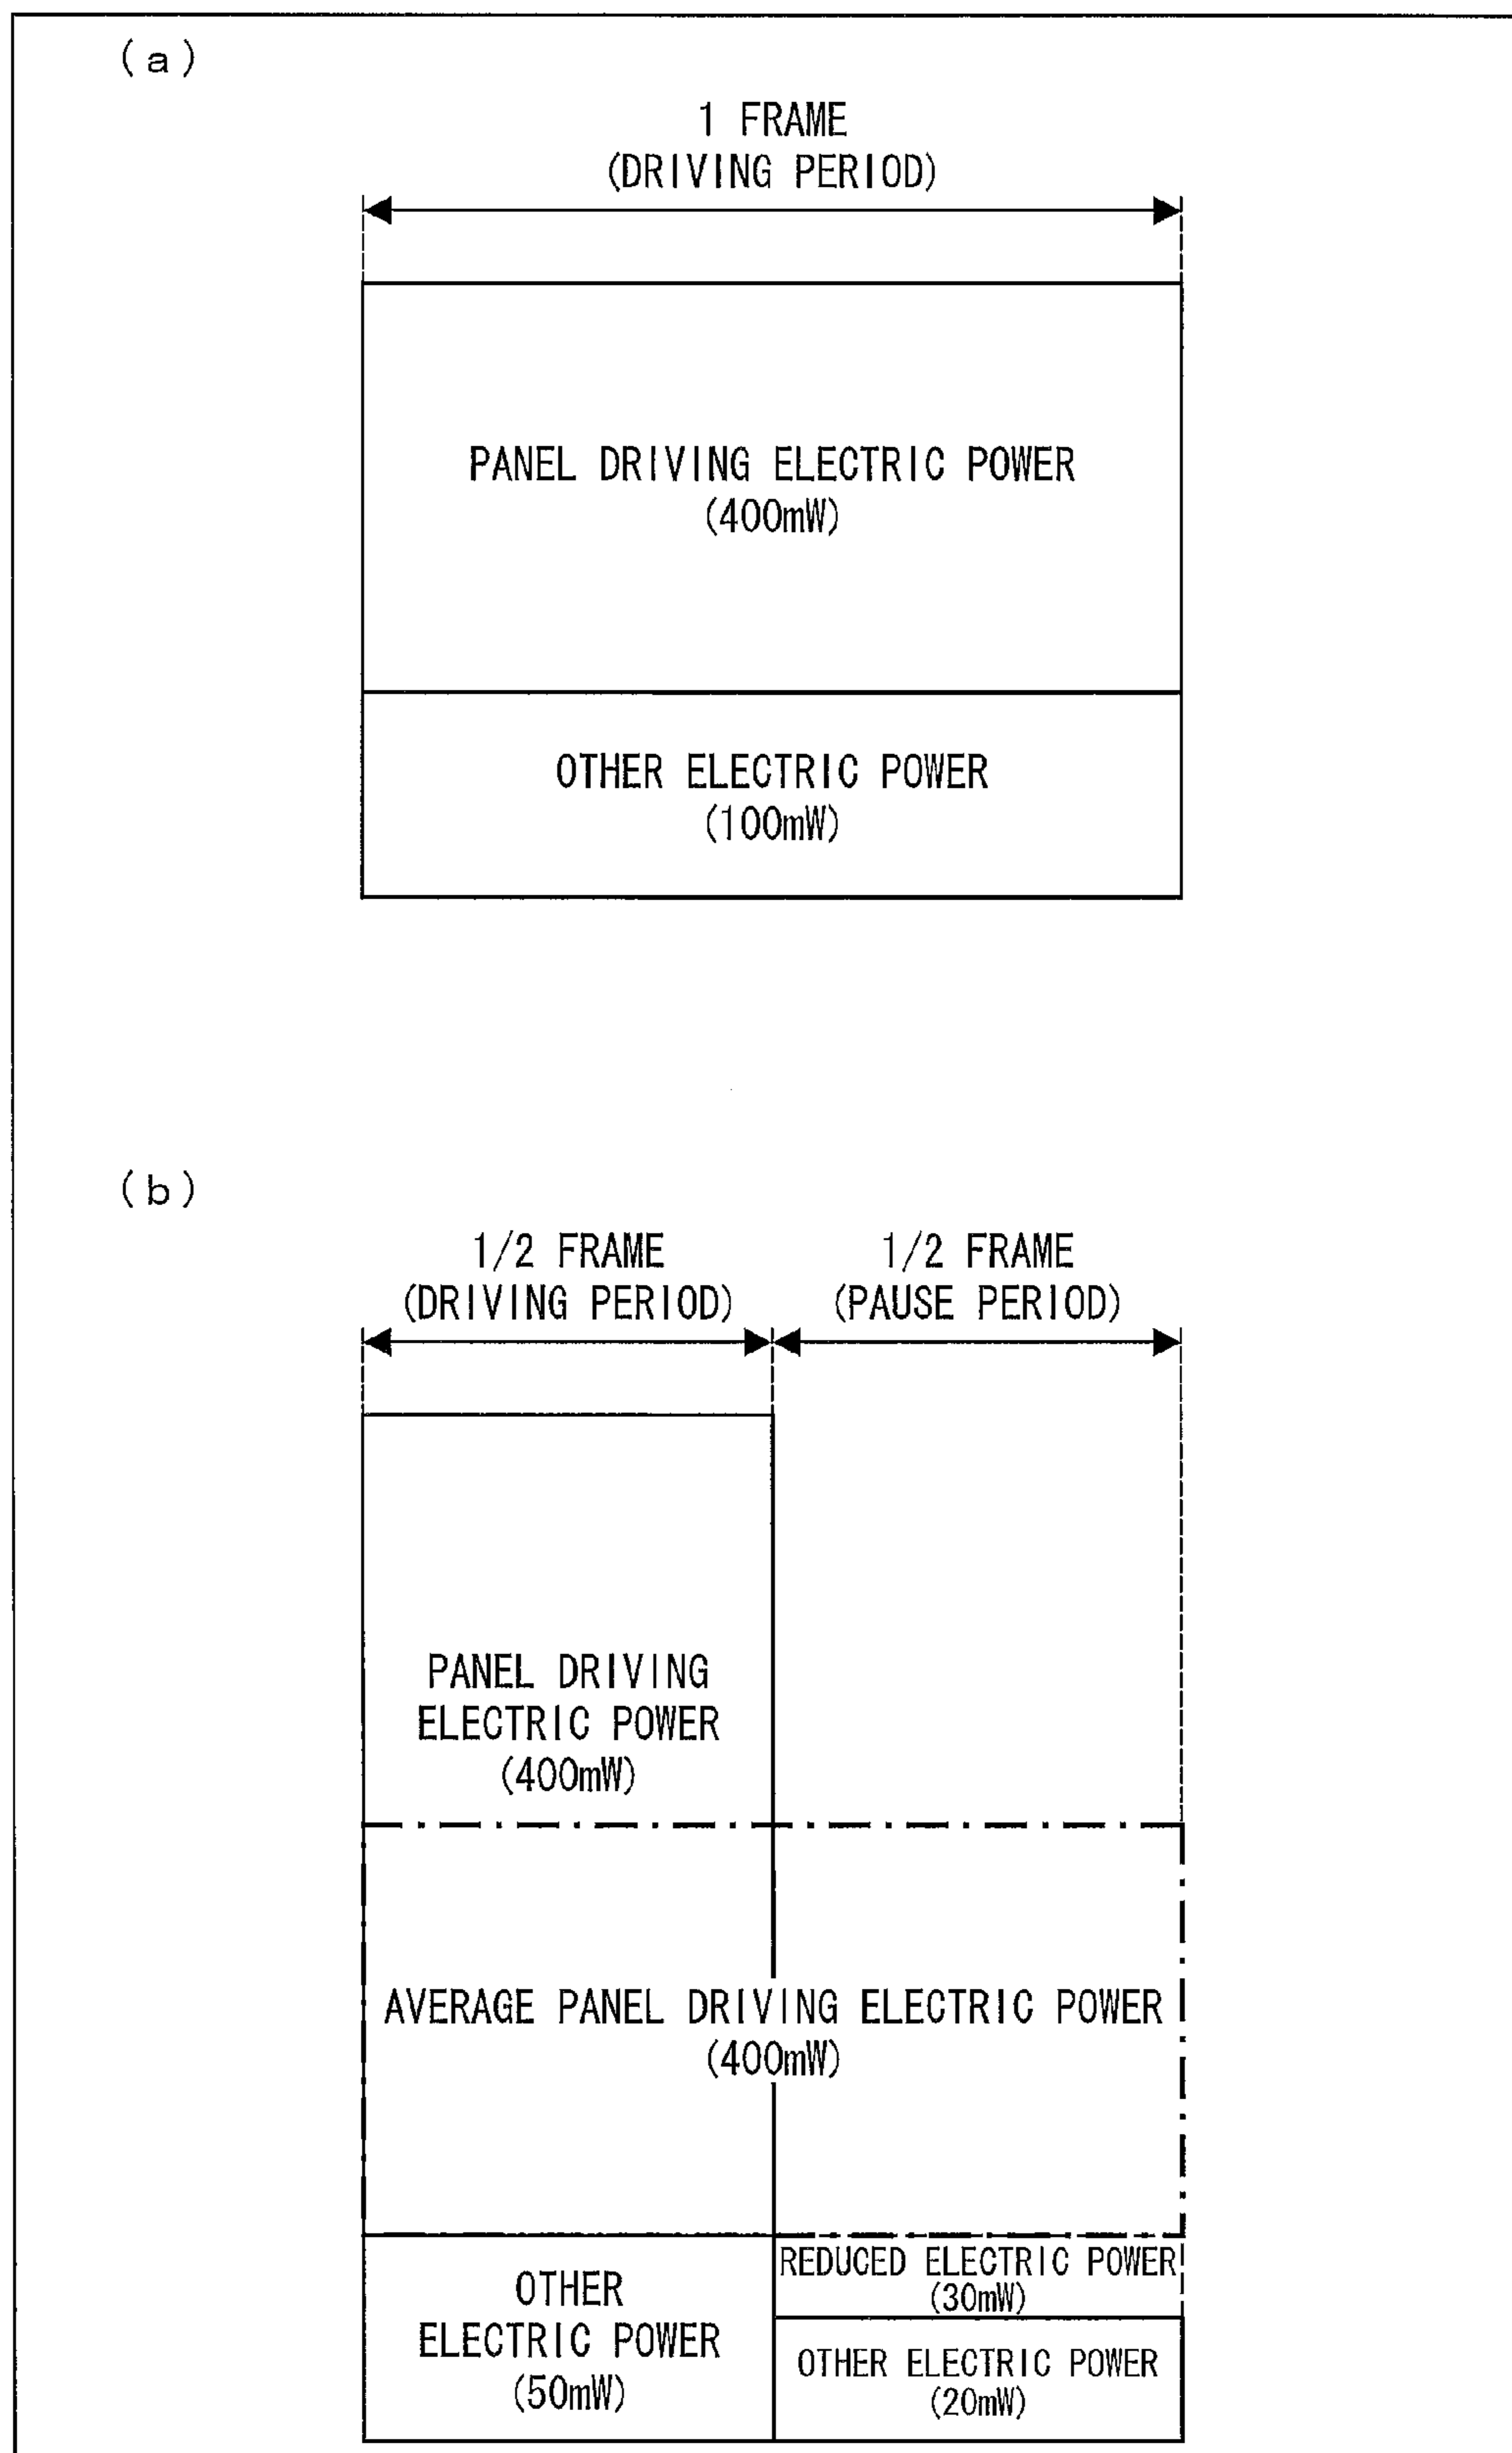 (a)
1 FRAME
(DRIVING PERIOD)
PANEL DRIVING ELECTRIC POWER
(400mW)
OTHER ELECTRIC POWER
(100mW)
(b)
1/2 FRAME
(DRIVING PERIOD)
1/2 FRAME
(PAUSE PERIOD)
PANEL DRIVING
ELECTRIC POWER
(400mW)
AVERAGE PANEL DRIVING ELECTRIC POWER
(400mW)
OTHER
ELECTRIC POWER
(50mW)
REDUCED ELECTRIC POWER
(30mW)
OTHER ELECTRIC POWER
(20mW)